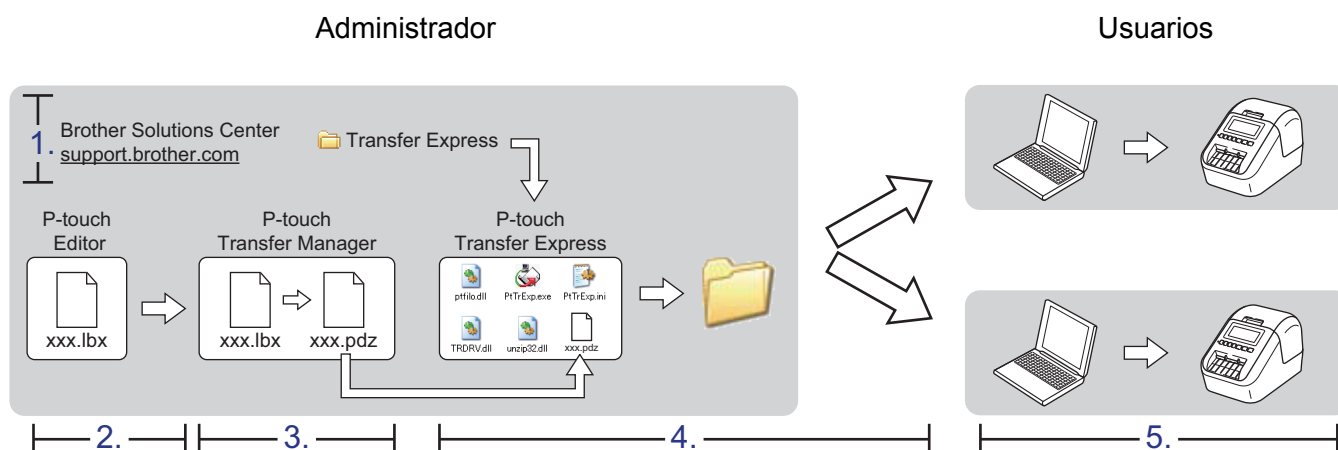 Administrador
Usuarios
1.
Brother Solutions Center
support.brother.com
Transfer Express
P-touch
Editor
xxx.lbx
P-touch
Transfer Manager
xxx.lbx
xxx.pdz
P-touch
Transfer Express
ptfilo.dll
PtTrExp.exe
PtTrExp.ini
TRDRV.dll
unzip32.dll
xxx.pdz
2.
3.
4.
5.